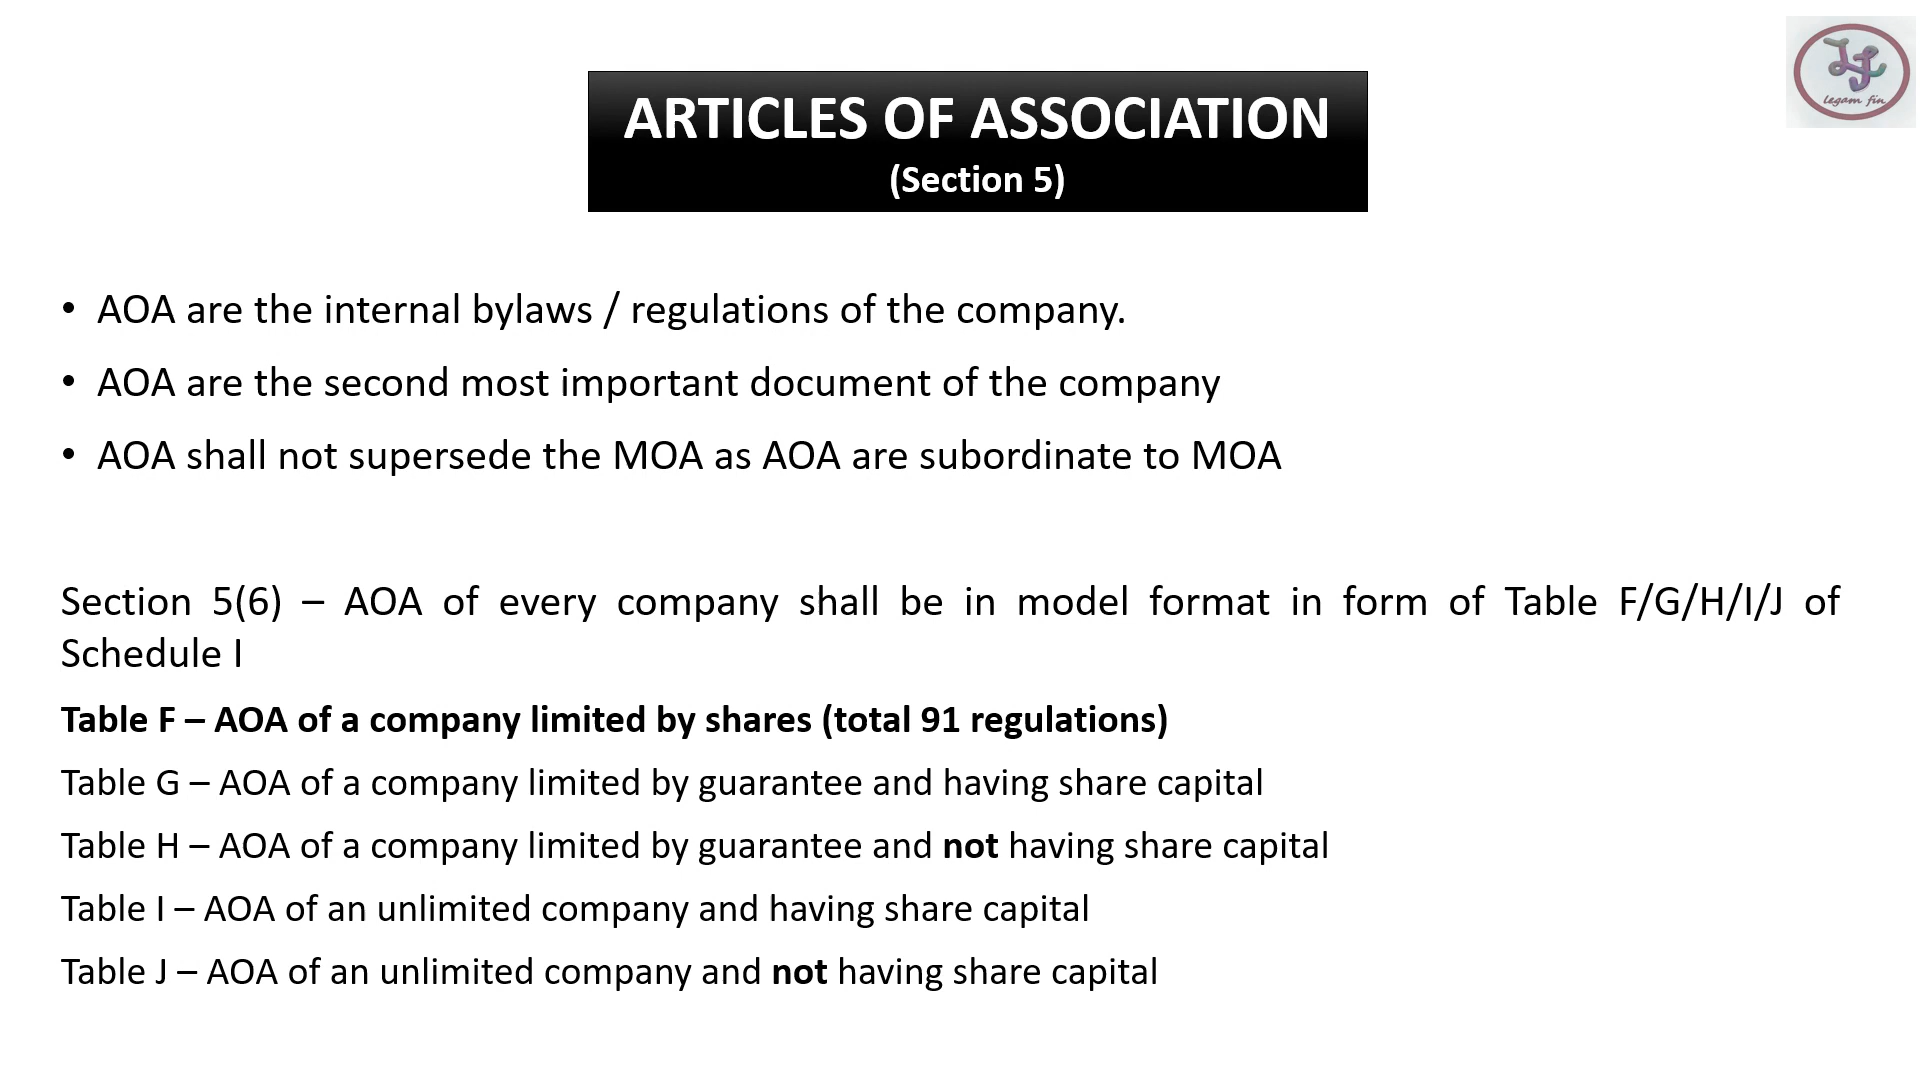 legam fin
ARTICLES OF ASSOCIATION
(Section 5)
• AOA are the internal bylaws / regulations of the company.
• AOA are the second most important document of the company
• AOA shall not supersede the MOA as AOA are subordinate to MOA
Section 5(6) – AOA of every company shall be in model format in form of Table F/G/H/I/J of
Schedule I
Table F – AOA of a company limited by shares (total 91 regulations)
Table G – AOA of a company limited by guarantee and having share capital
Table H – AOA of a company limited by guarantee and not having share capital
Table I – AOA of an unlimited company and having share capital
Table J – AOA of an unlimited company and not having share capital